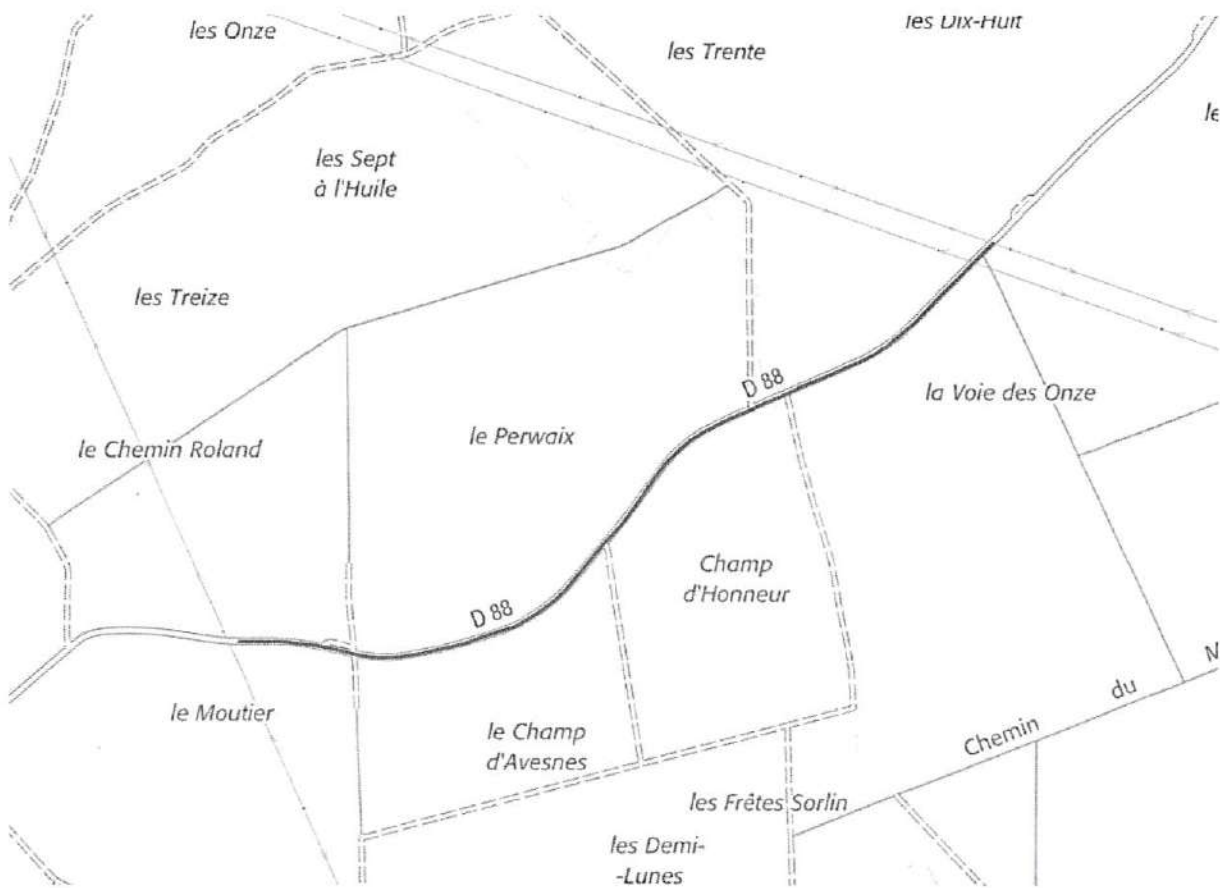 les Onze
les Trente
les Dix-Huit
les Sept
à l'Huile
les Treize
D 88
la Voie des Onze
le Perwaix
le Chemin Roland
Champ
d'Honneur
D 88
le Moutier
le Champ
d'Avesnes
Chemin
du
les Frêtes Sorlin
les Demi-
-Lunes